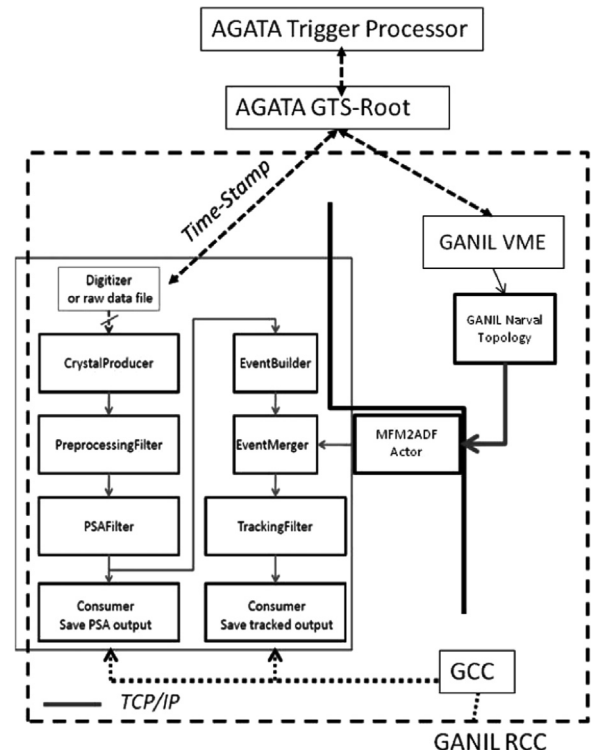 AGATA Trigger Processor
AGATA GTS-Root
Time-Stamp
GANIL VME
Digitizer
or raw data file
GANIL Narval
Topology
CrystalProducer
EventBuilder
PreprocessingFilter
EventMerger
MFM2ADF
Actor
PSAFilter
TrackingFilter
Consumer
Save PSA output
Consumer
Save tracked output
GCC
TCP/IP
GANIL RCC